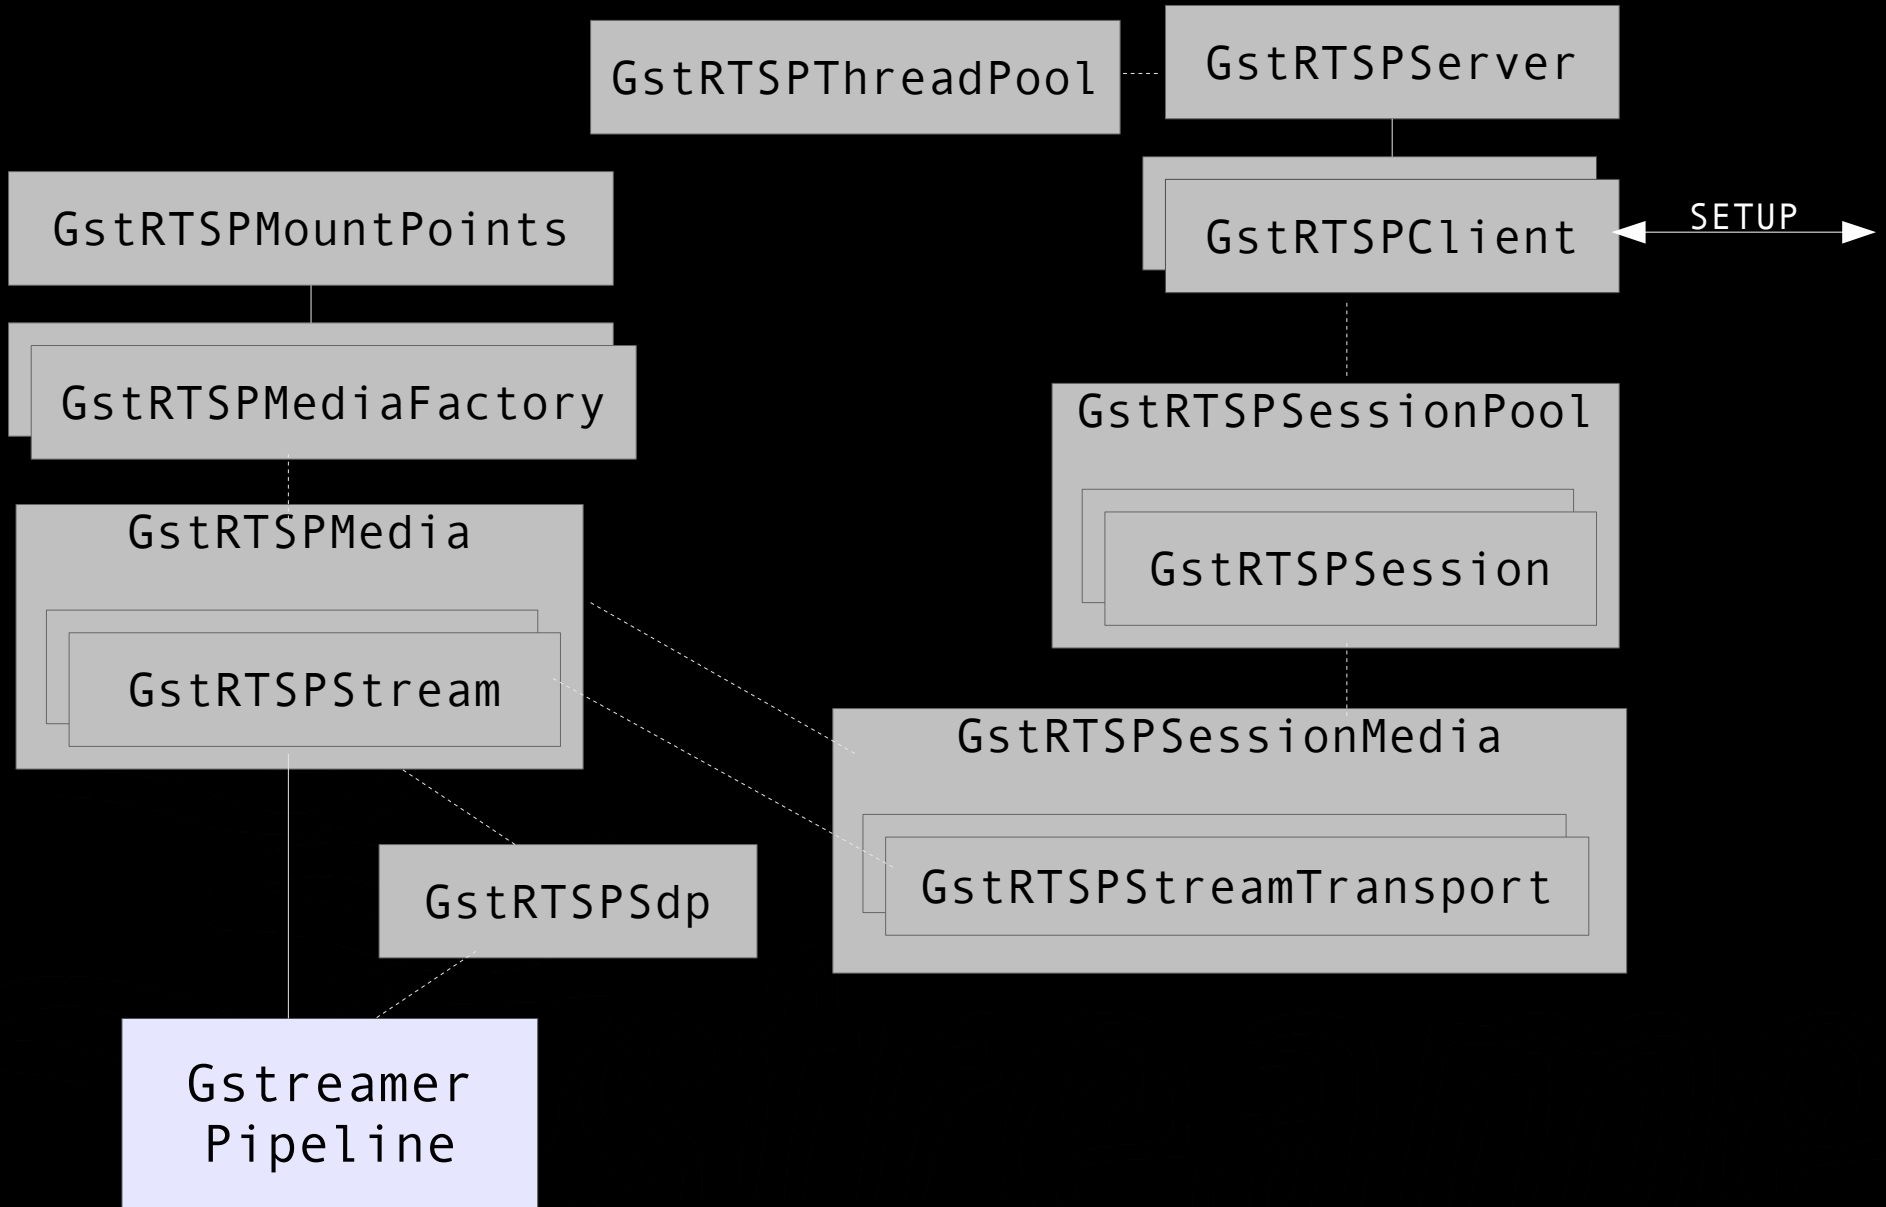 GstRTSPThreadPool
GstRTSPServer
GstRTSPMountPoints
GstRTSPClient
SETUP
GstRTSPMediaFactory
GstRTSPSessionPool
GstRTSPMedia
GstRTSPSession
GstRTSPStream
GstRTSPSessionMedia
GstRTSPSdp
GstRTSPStreamTransport
Gstreamer
Pipeline